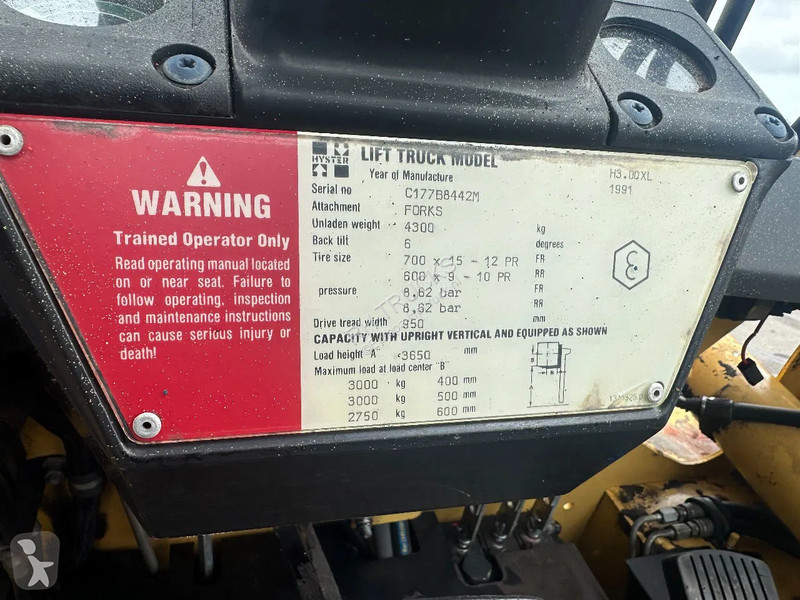 WARNING
Trained Operator Only
Read operating manual located
on or near seat. Failure to
follow operating, inspection
and maintenance instructions
can cause serious injury or
death!
HYSTER LIFT TRUCK MODEL H3.00XL
Year of Manufacture 1991
Serial no C177B8442M
Attachment FORKS
Unladen weight 4300 kg
Back tilt 6 degrees
Tire size 700 x 15 - 12 PR FR
600 x 9 - 10 PR RR
pressure 8,62 bar FR
8,62 bar RR
Drive tread width 950 mm
CAPACITY WITH UPRIGHT VERTICAL AND EQUIPPED AS SHOWN
Load height "A" 3650 mm
Maximum load at load center "B"
3000 kg 400 mm
3000 kg 500 mm
2750 kg 600 mm